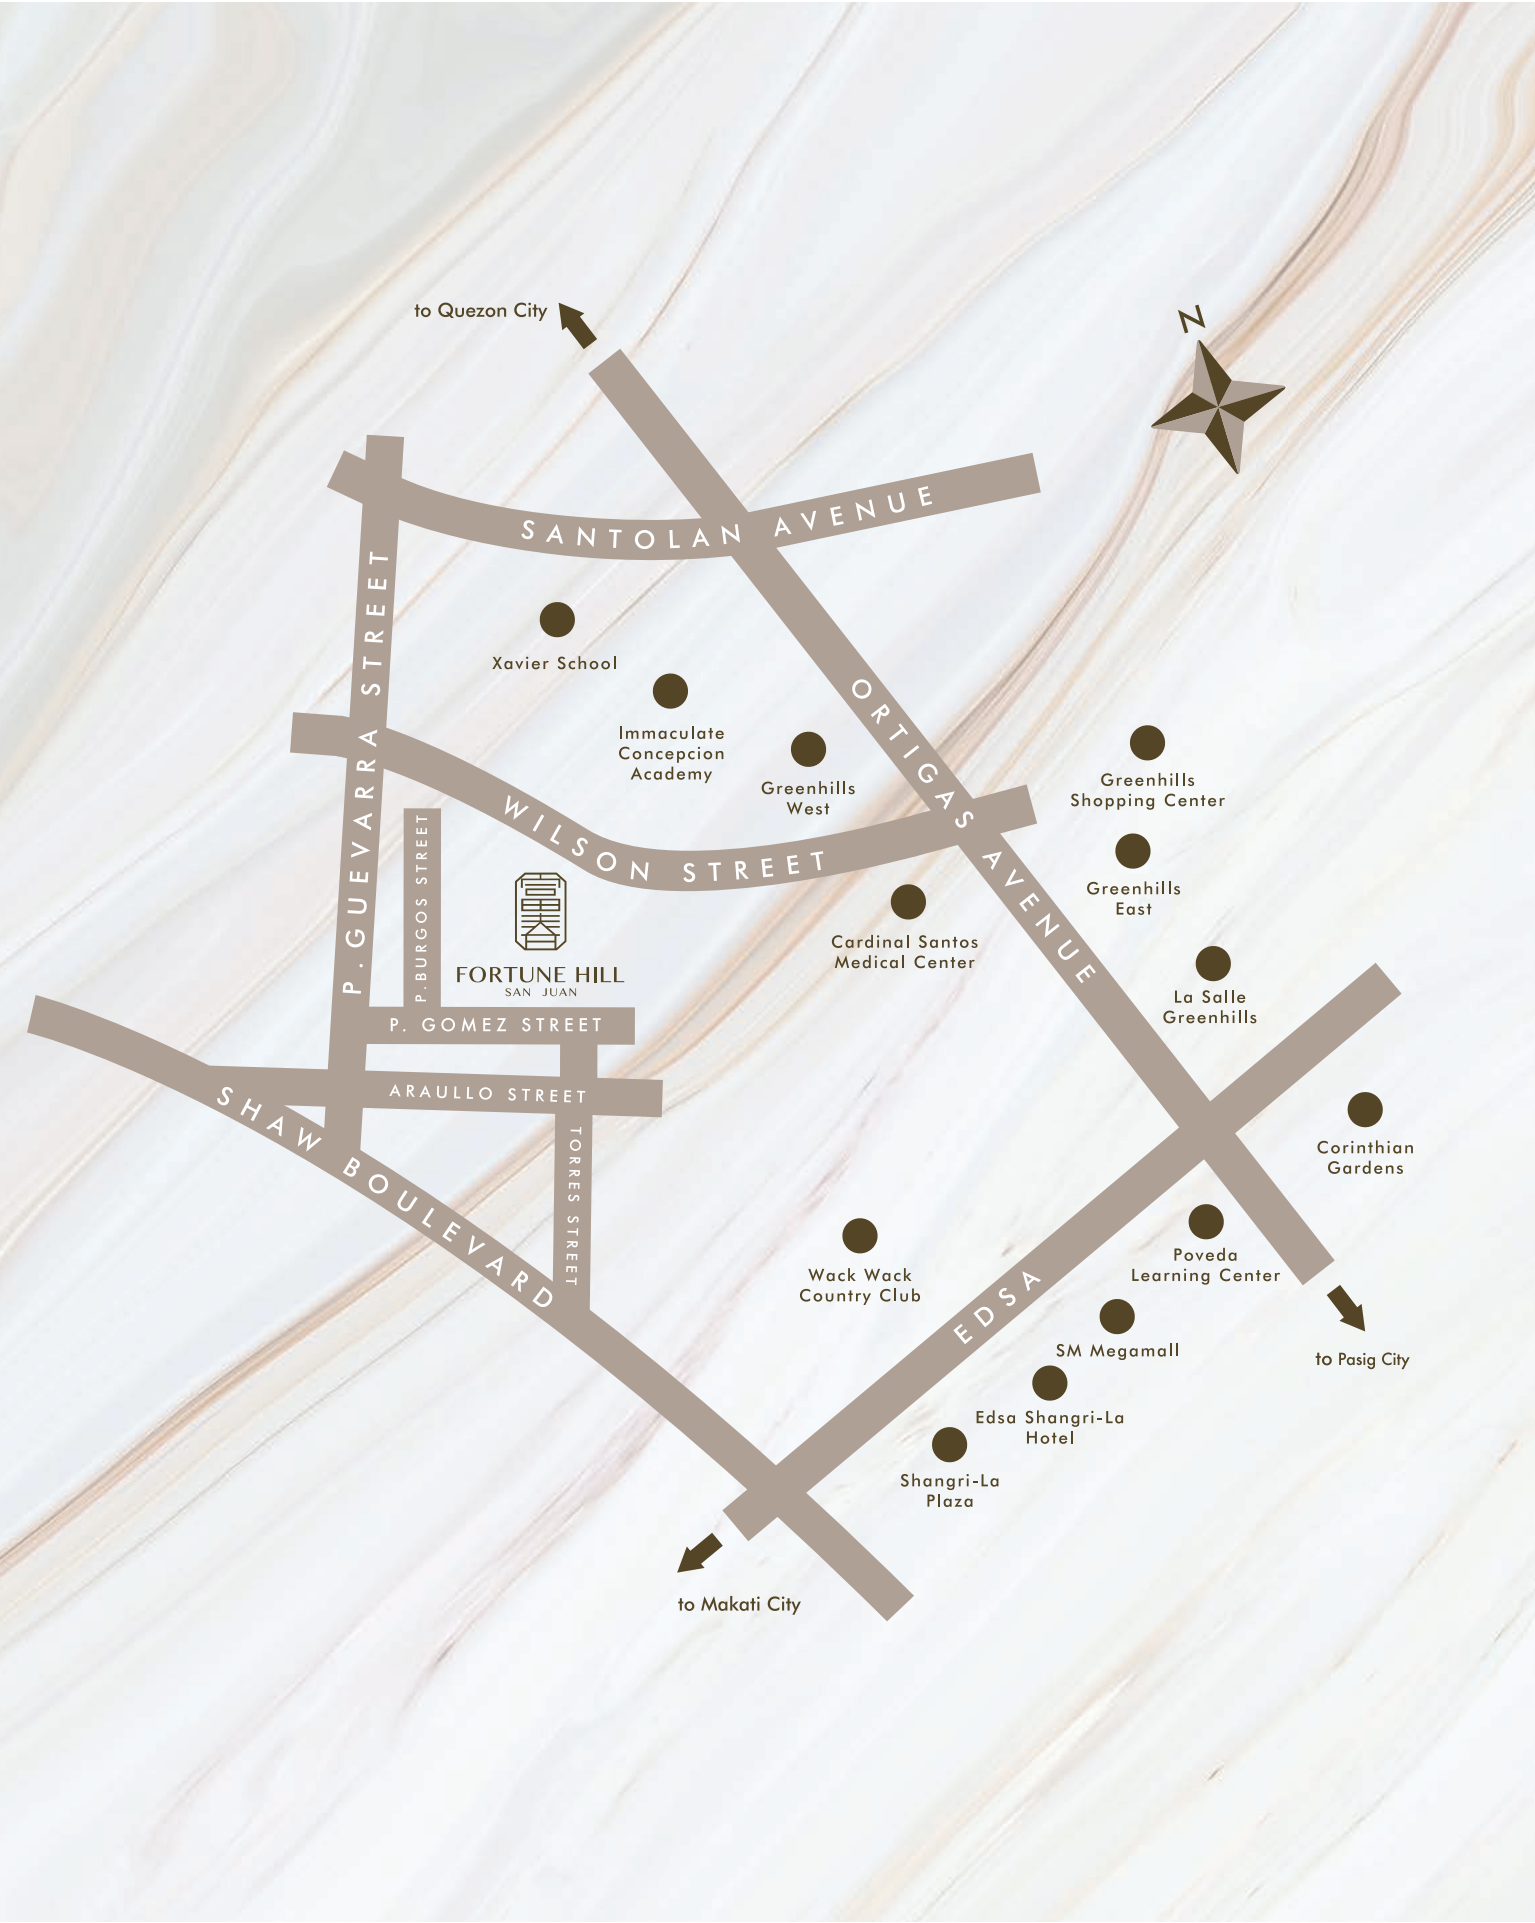 to Quezon City
N
SANTOLAN AVENUE
P. GUEVARRA STREET
Xavier School
ORTIGAS AVENUE
Immaculate
Concepcion
Academy
Greenhills
West
Greenhills
Shopping Center
WILSON STREET
P.BURGOS STREET
Greenhills
East
Cardinal Santos
Medical Center
FORTUNE HILL
SAN JUAN
La Salle
Greenhills
P. GOMEZ STREET
ARAULLO STREET
SHAW BOULEVARD
TORRES STREET
Corinthian
Gardens
Wack Wack
Country Club
Poveda
Learning Center
EDSA
SM Megamall
to Pasig City
Edsa Shangri-La
Hotel
Shangri-La
Plaza
to Makati City